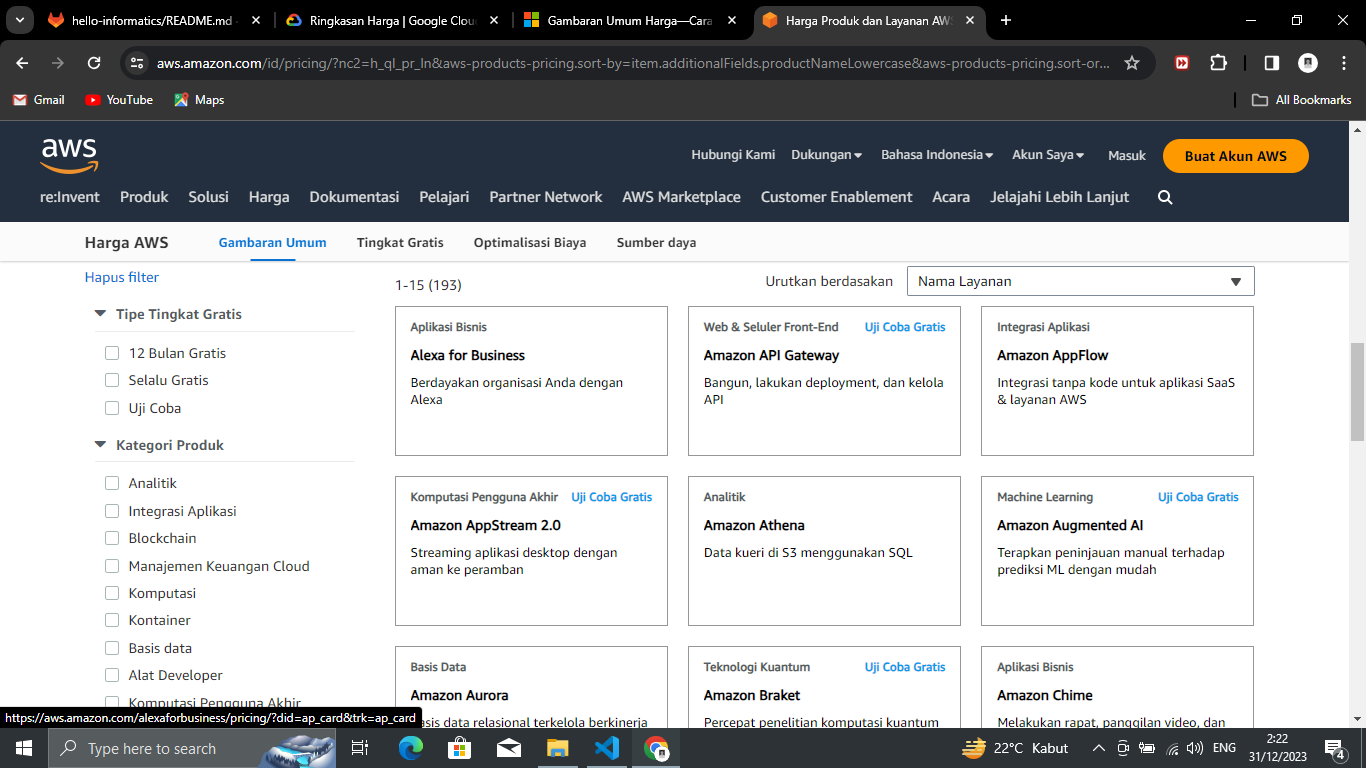 hello-informatics/README.md -
Ringkasan Harga | Google Clou
Gambaran Umum Harga—Cara
Harga Produk dan Layanan AWS
aws.amazon.com/id/pricing/?nc2=h_ql_pr_ln&aws-products-pricing.sort-by=item.additionalFields.productNameLowercase&aws-products-pricing.sort-or...
Gmail
YouTube
Maps
All Bookmarks
aws
Hubungi Kami
Dukungan
Bahasa Indonesia
Akun Saya
Masuk
Buat Akun AWS
re:Invent
Produk
Solusi
Harga
Dokumentasi
Pelajari
Partner Network
AWS Marketplace
Customer Enablement
Acara
Jelajahi Lebih Lanjut
Harga AWS
Gambaran Umum
Tingkat Gratis
Optimalisasi Biaya
Sumber daya
Hapus filter
Tipe Tingkat Gratis
12 Bulan Gratis
Selalu Gratis
Uji Coba
Kategori Produk
Analitik
Integrasi Aplikasi
Blockchain
Manajemen Keuangan Cloud
Komputasi
Kontainer
Basis data
Alat Developer
Komputasi Pengguna Akhir
1-15 (193)
Urutkan berdasakan
Nama Layanan
Aplikasi Bisnis
Alexa for Business
Berdayakan organisasi Anda dengan
Alexa
Web & Seluler Front-End
Uji Coba Gratis
Amazon API Gateway
Bangun, lakukan deployment, dan kelola
API
Integrasi Aplikasi
Amazon AppFlow
Integrasi tanpa kode untuk aplikasi SaaS
& layanan AWS
Komputasi Pengguna Akhir
Uji Coba Gratis
Amazon AppStream 2.0
Streaming aplikasi desktop dengan
aman ke peramban
Analitik
Amazon Athena
Data kueri di S3 menggunakan SQL
Machine Learning
Uji Coba Gratis
Amazon Augmented AI
Terapkan peninjauan manual terhadap
prediksi ML dengan mudah
Basis Data
Amazon Aurora
asis data relasional terkelola berkinerja
Teknologi Kuantum
Uji Coba Gratis
Amazon Braket
Percepat penelitian komputasi kuantum
Aplikasi Bisnis
Amazon Chime
Melakukan rapat, panggilan video, dan
https://aws.amazon.com/alexaforbusiness/pricing/?did=ap_card&trk=ap_card
Type here to search
22°C Kabut
ENG
2:22
31/12/2023
4